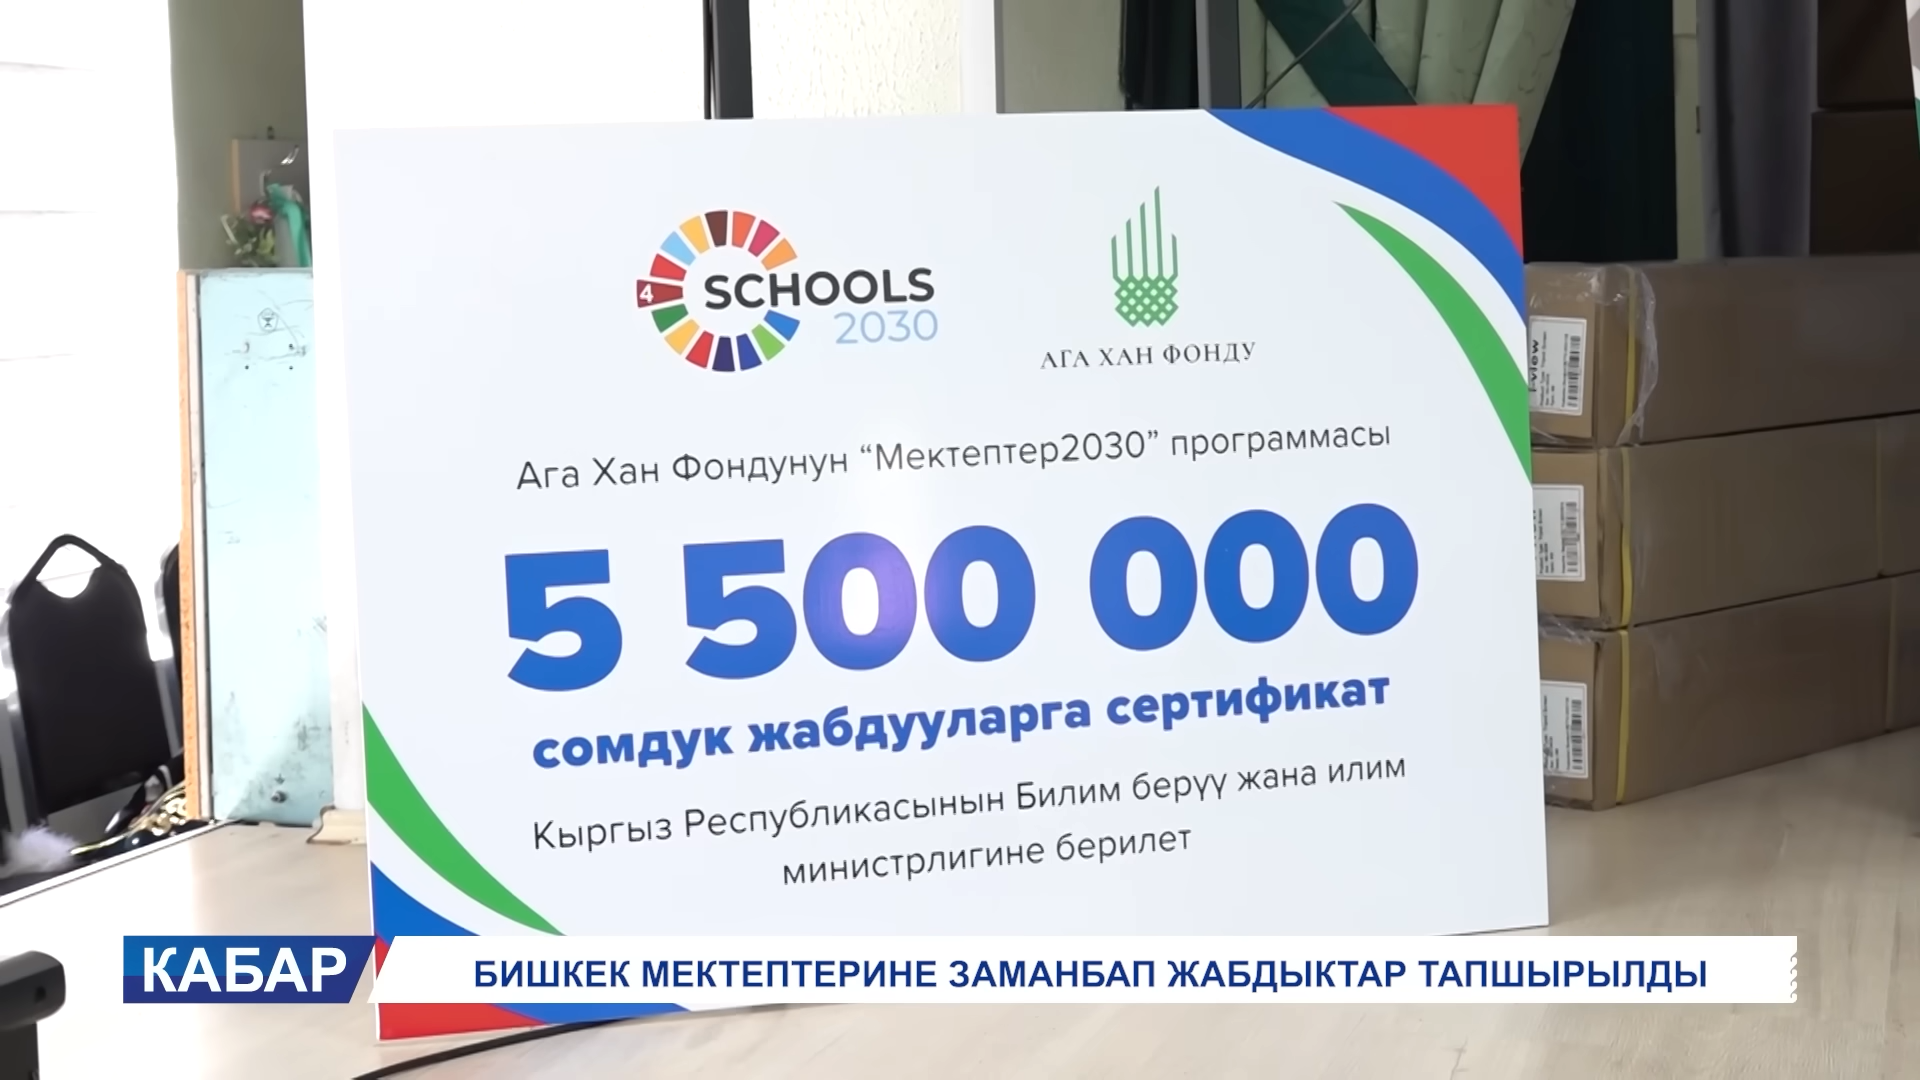 4
SCHOOLS
2030
АГА ХАН ФОНДУ
Ага Хан Фондунун “Мектептер2030” программасы
5 500 000
сомдук жабдууларга сертификат
Кыргыз Республикасынын Билим берүү жана илим
министрлигине берилет
КАБАР
БИШКЕК МЕКТЕПТЕРИНЕ ЗАМАНБАП ЖАБДЫКТАР ТАПШЫРЫЛДЫ